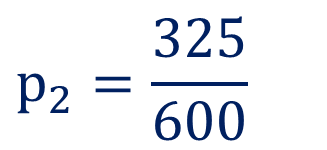 p₂ = 325/600